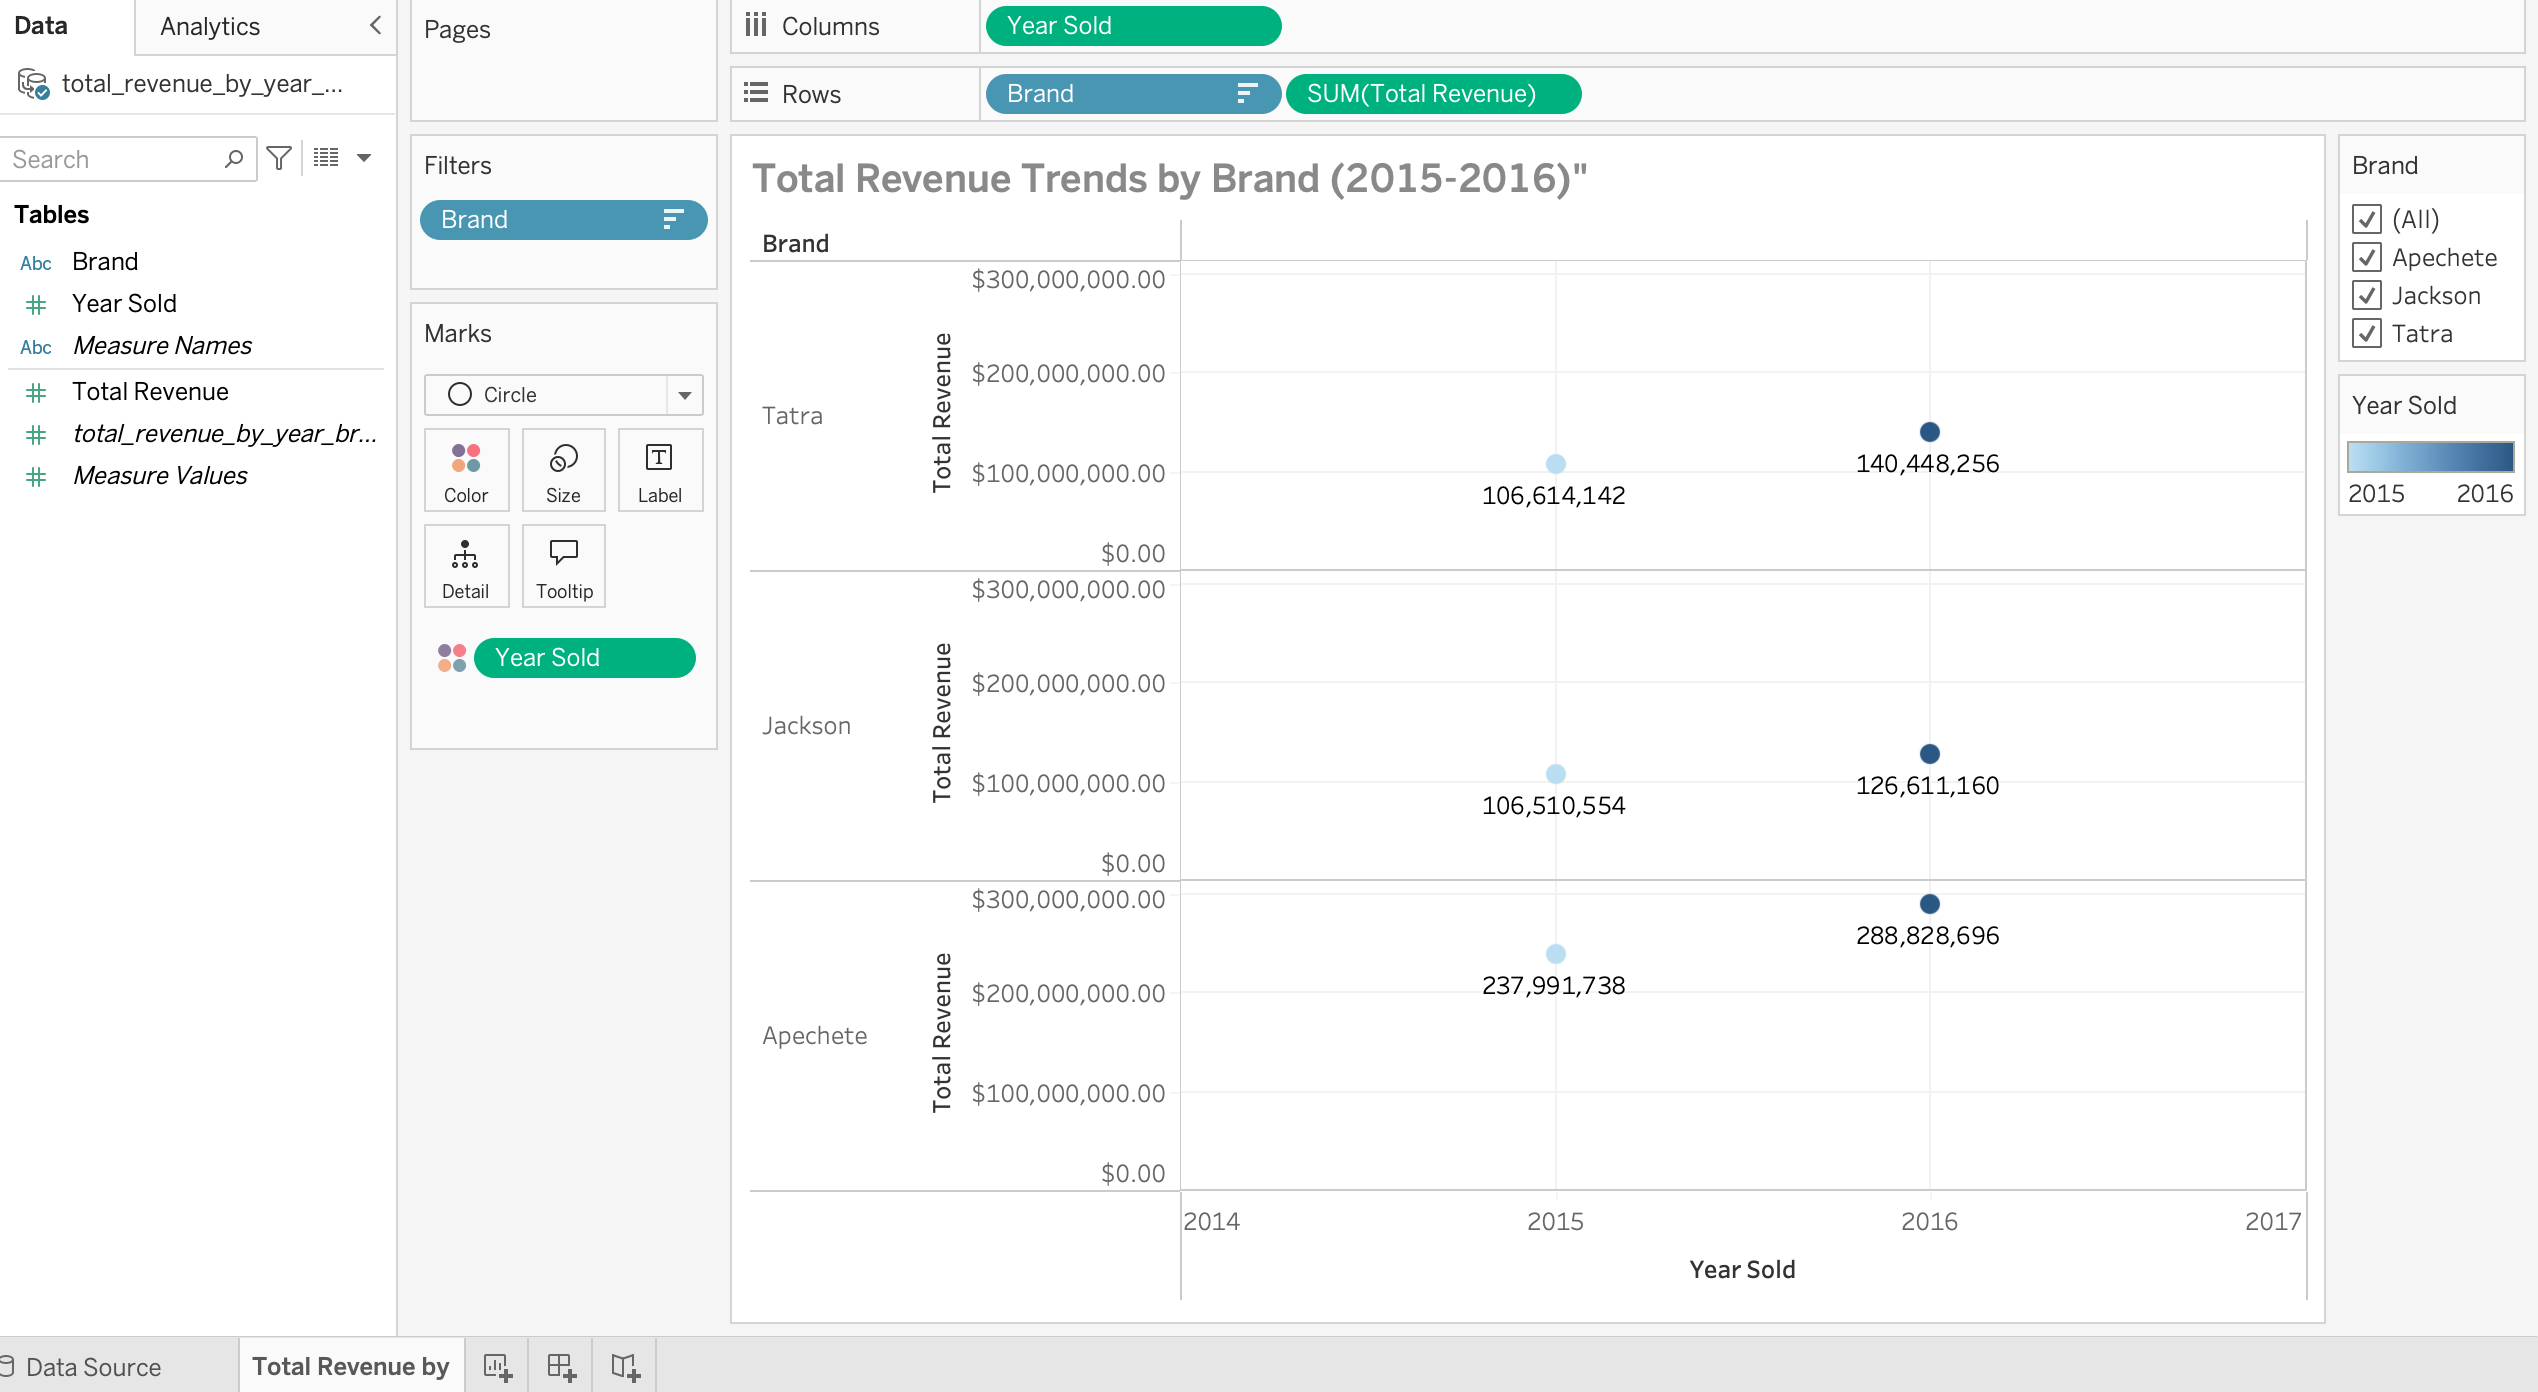 Data
Analytics
total_revenue_by_year_...
Search
Tables
Abc Brand
# Year Sold
Abc Measure Names
# Total Revenue
# total_revenue_by_year_br...
# Measure Values
Pages
Filters
Brand
Marks
Circle
Color
Size
T
Label
Detail
Tooltip
Year Sold
Columns
Year Sold
Rows
Brand
SUM(Total Revenue)
Total Revenue Trends by Brand (2015-2016)"
Brand
Tatra
Total Revenue
$300,000,000.00
$200,000,000.00
$100,000,000.00
$0.00
106,614,142
140,448,256
Jackson
Total Revenue
$300,000,000.00
$200,000,000.00
$100,000,000.00
$0.00
106,510,554
126,611,160
Apechete
Total Revenue
$300,000,000.00
$200,000,000.00
$100,000,000.00
$0.00
237,991,738
288,828,696
2014 2015 2016 2017
Year Sold
Brand
(All)
Apechete
Jackson
Tatra
Year Sold
2015 2016
Data Source
Total Revenue by